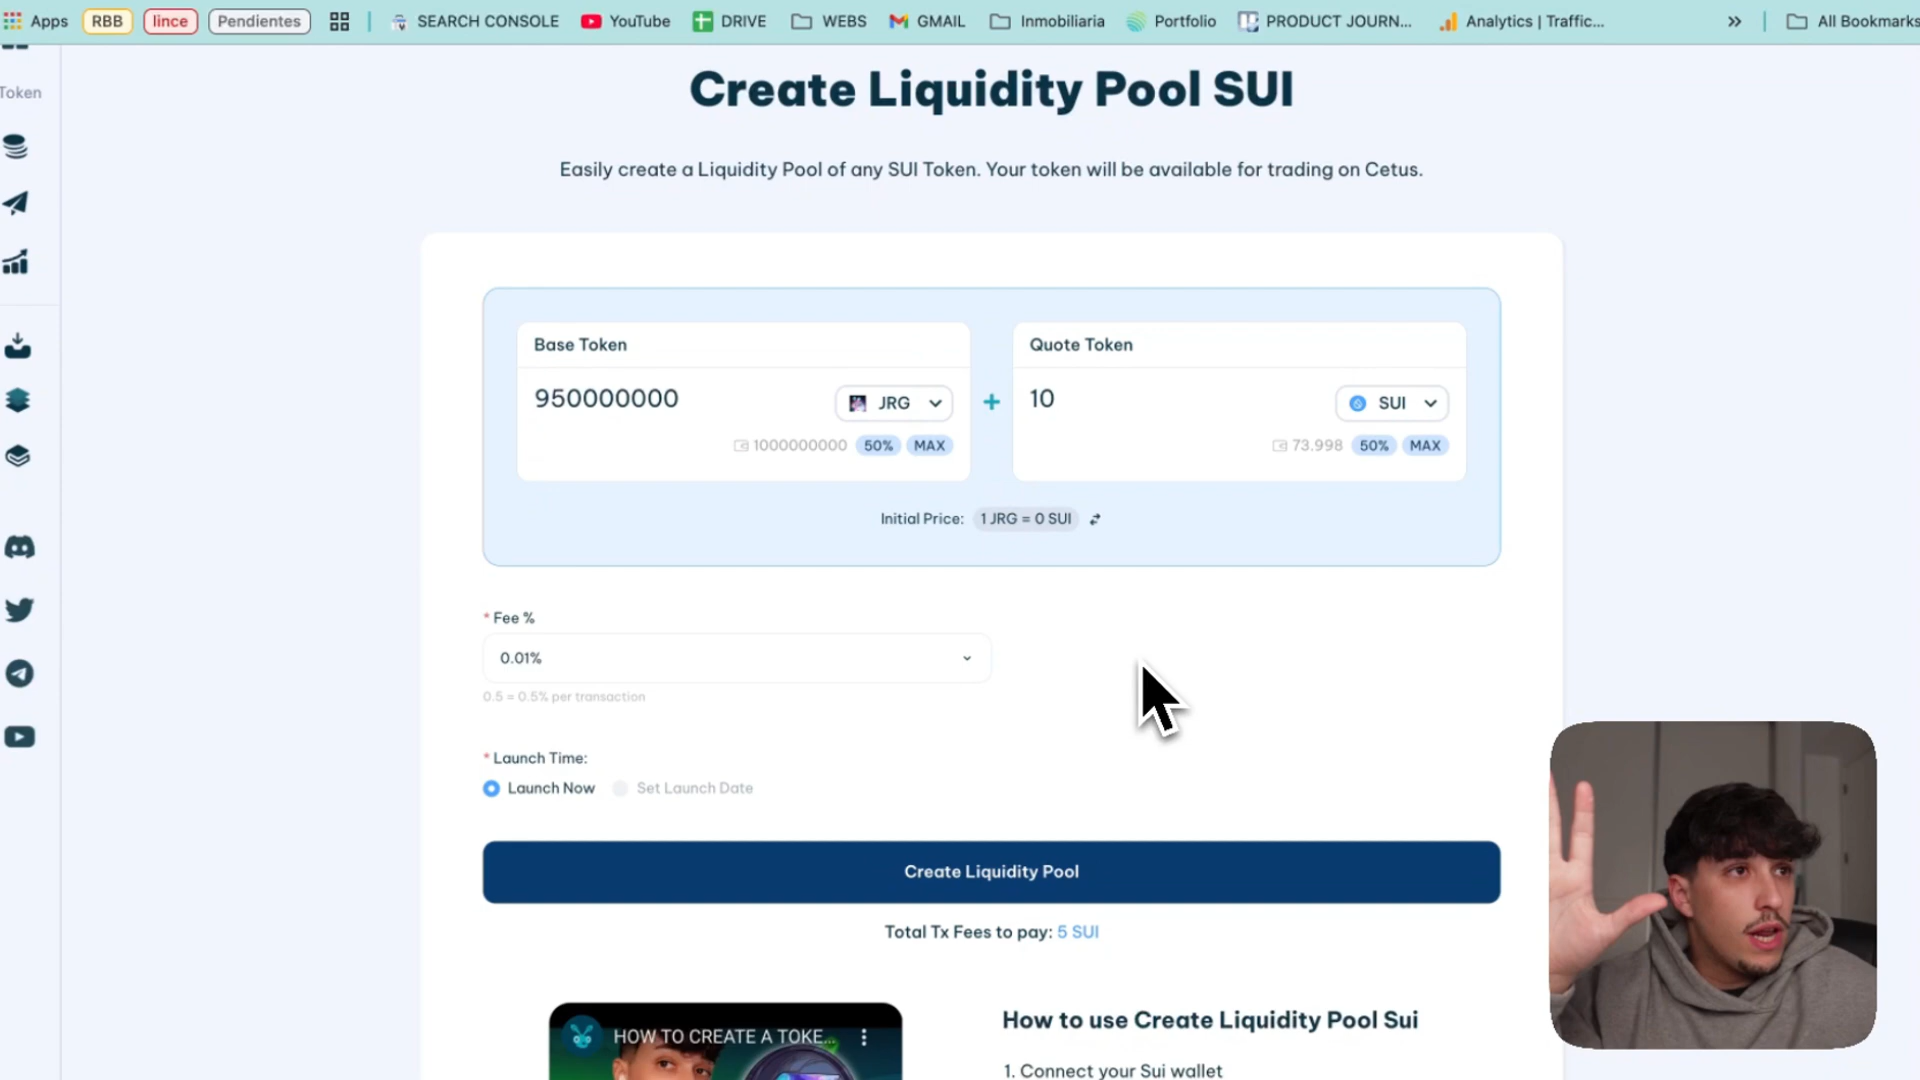 Apps RBB lince Pendientes SEARCH CONSOLE YouTube DRIVE WEBS GMAIL Inmobiliaria Portfolio PRODUCT JOURN... Analytics | Traffic... » All Bookmarks
Token
Create Liquidity Pool SUI
Easily create a Liquidity Pool of any SUI Token. Your token will be available for trading on Cetus.
Base Token
950000000 JRG
1000000000 50% MAX
+
Quote Token
10 SUI
73.998 50% MAX
Initial Price: 1 JRG = 0 SUI
* Fee %
0.01%
0.5 = 0.5% per transaction
* Launch Time:
Launch Now Set Launch Date
Create Liquidity Pool
Total Tx Fees to pay: 5 SUI
HOW TO CREATE A TOKE...
How to use Create Liquidity Pool Sui
1. Connect your Sui wallet